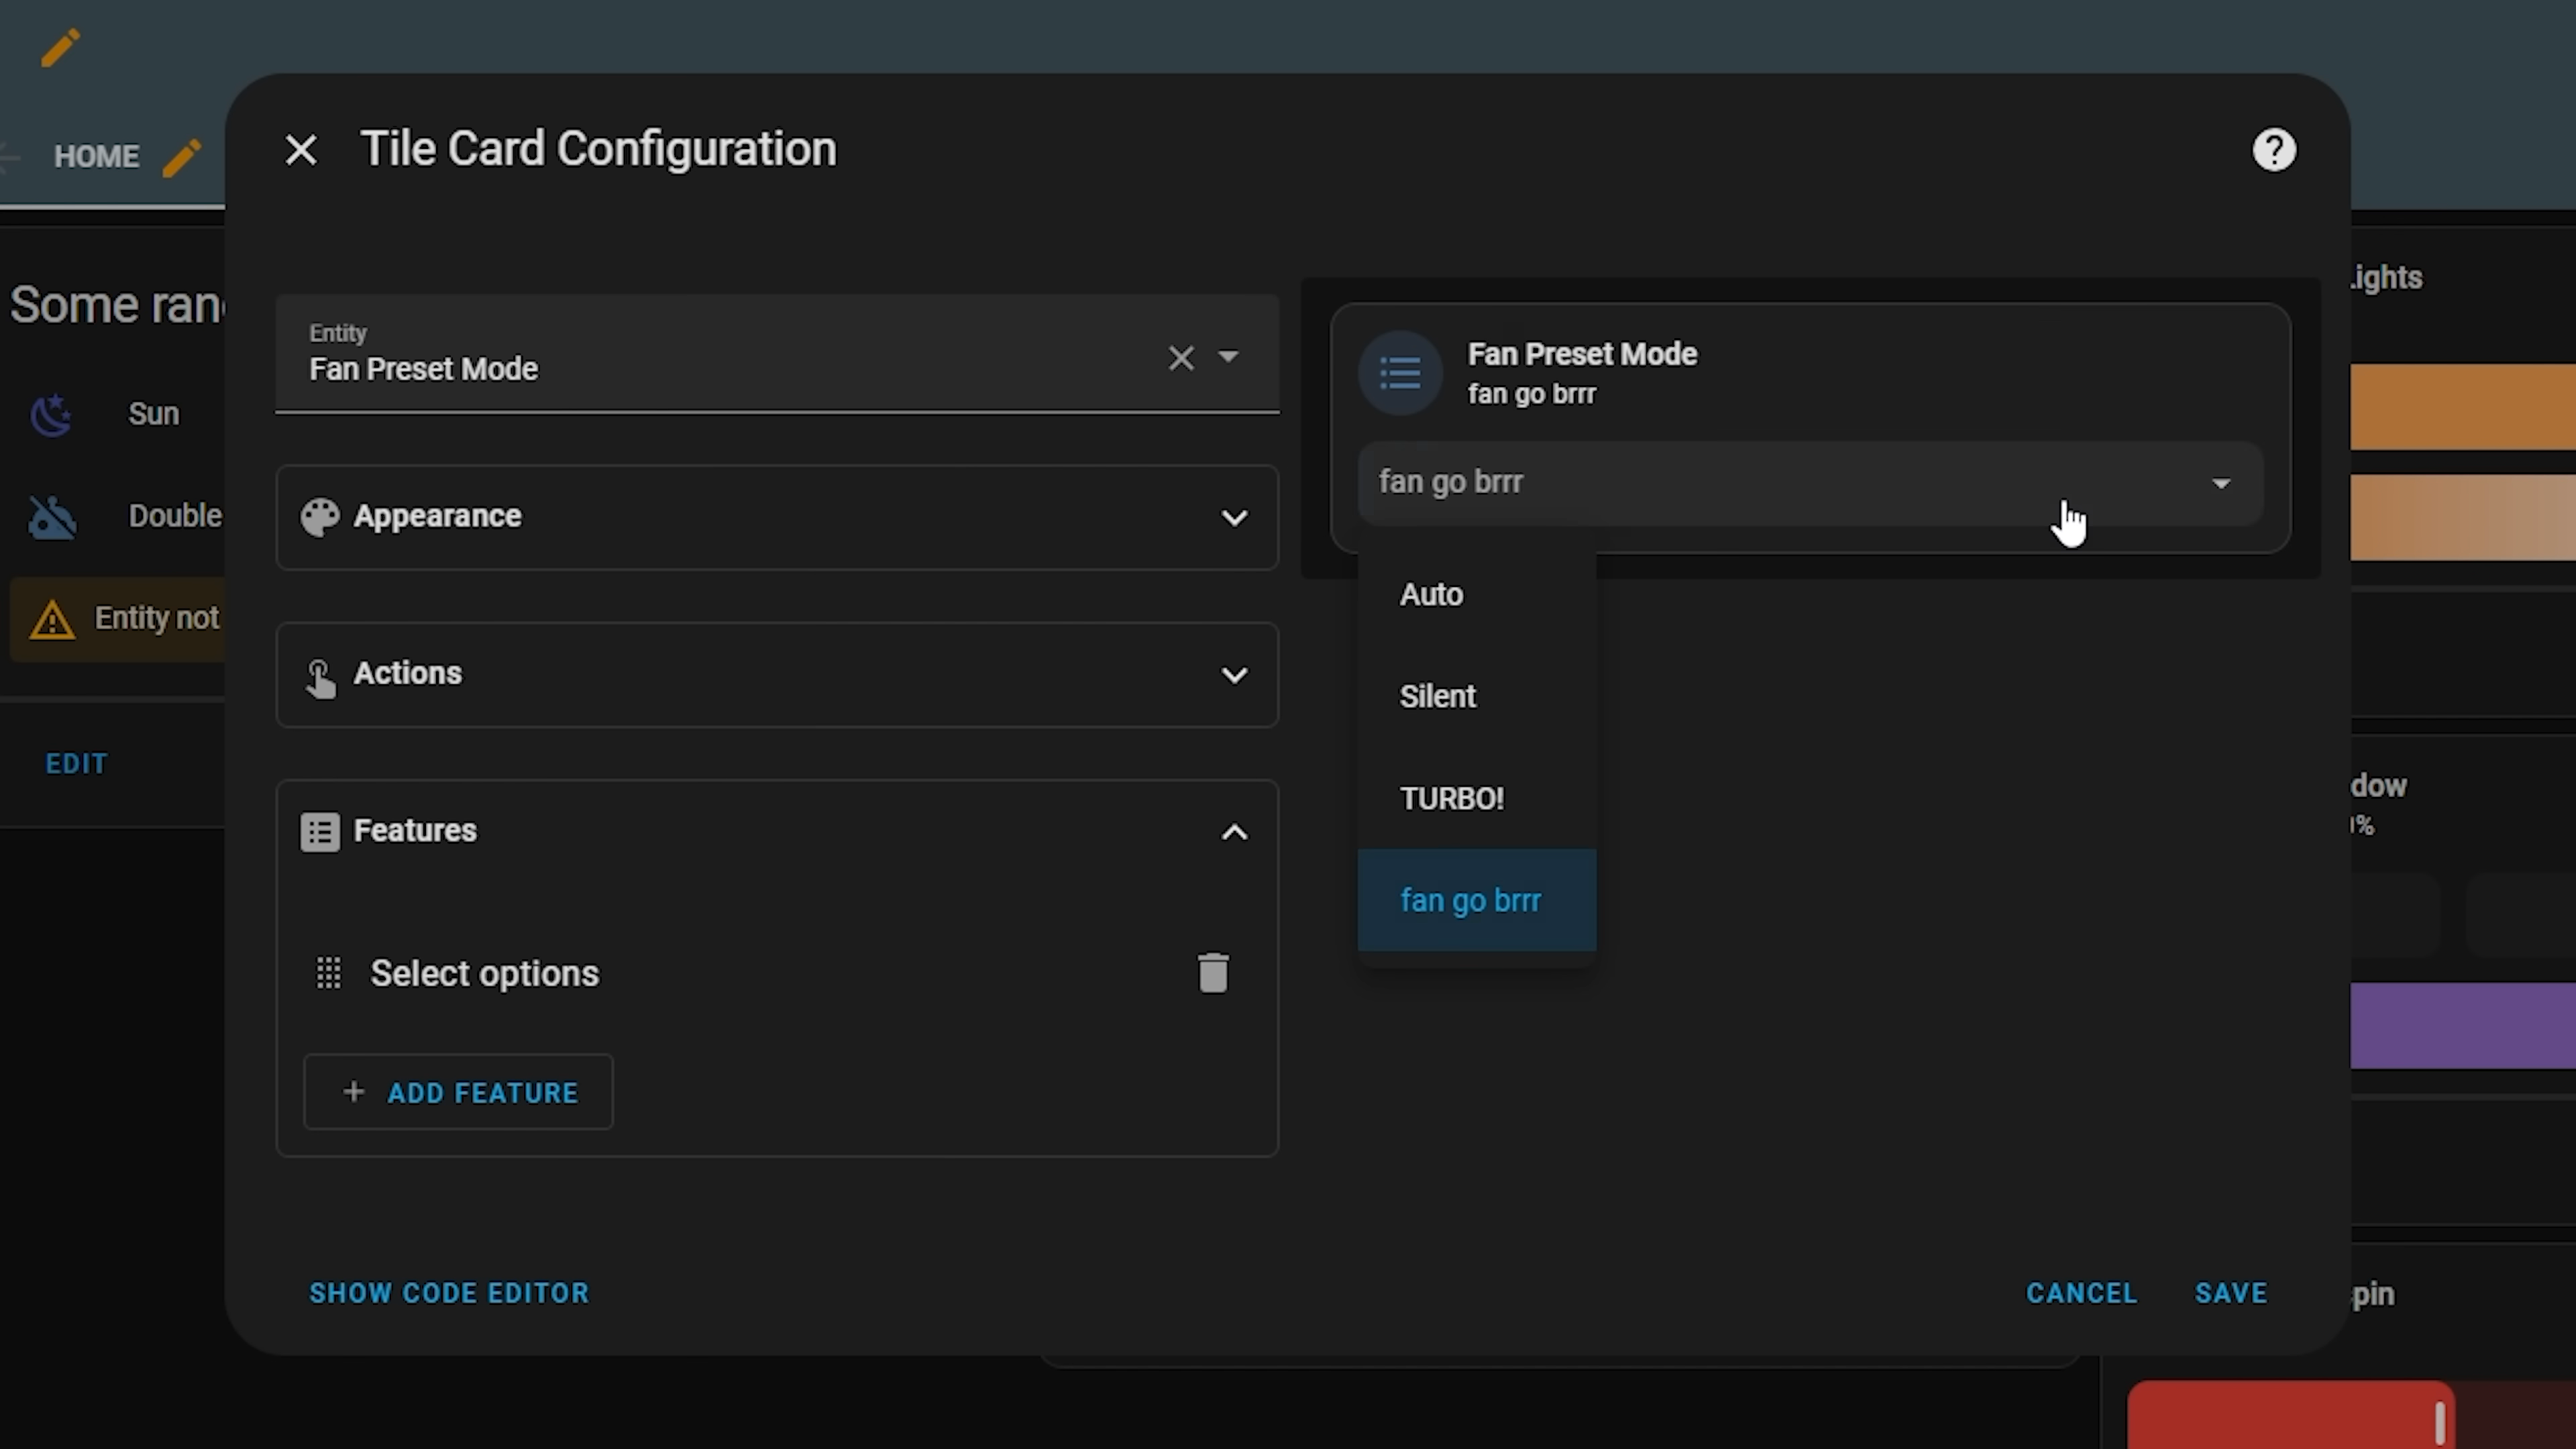 HOME
Tile Card Configuration
Some ran
Sun
Double
Entity not
EDIT
Entity
Fan Preset Mode
Appearance
Actions
Features
Select options
+ ADD FEATURE
Fan Preset Mode
fan go brrr
fan go brrr
Auto
Silent
TURBO!
fan go brrr
SHOW CODE EDITOR
CANCEL
SAVE
ights
dow
%
pin